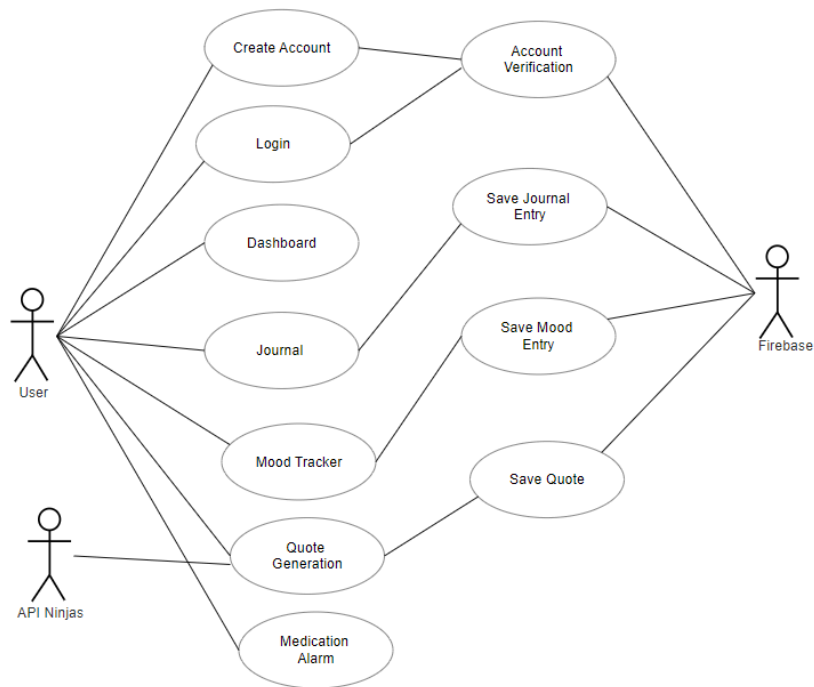 Create Account
Account
Verification
Login
Save Journal
Entry
Dashboard
Save Mood
Entry
Firebase
Journal
User
Mood Tracker
Save Quote
Quote
Generation
API Ninjas
Medication
Alarm